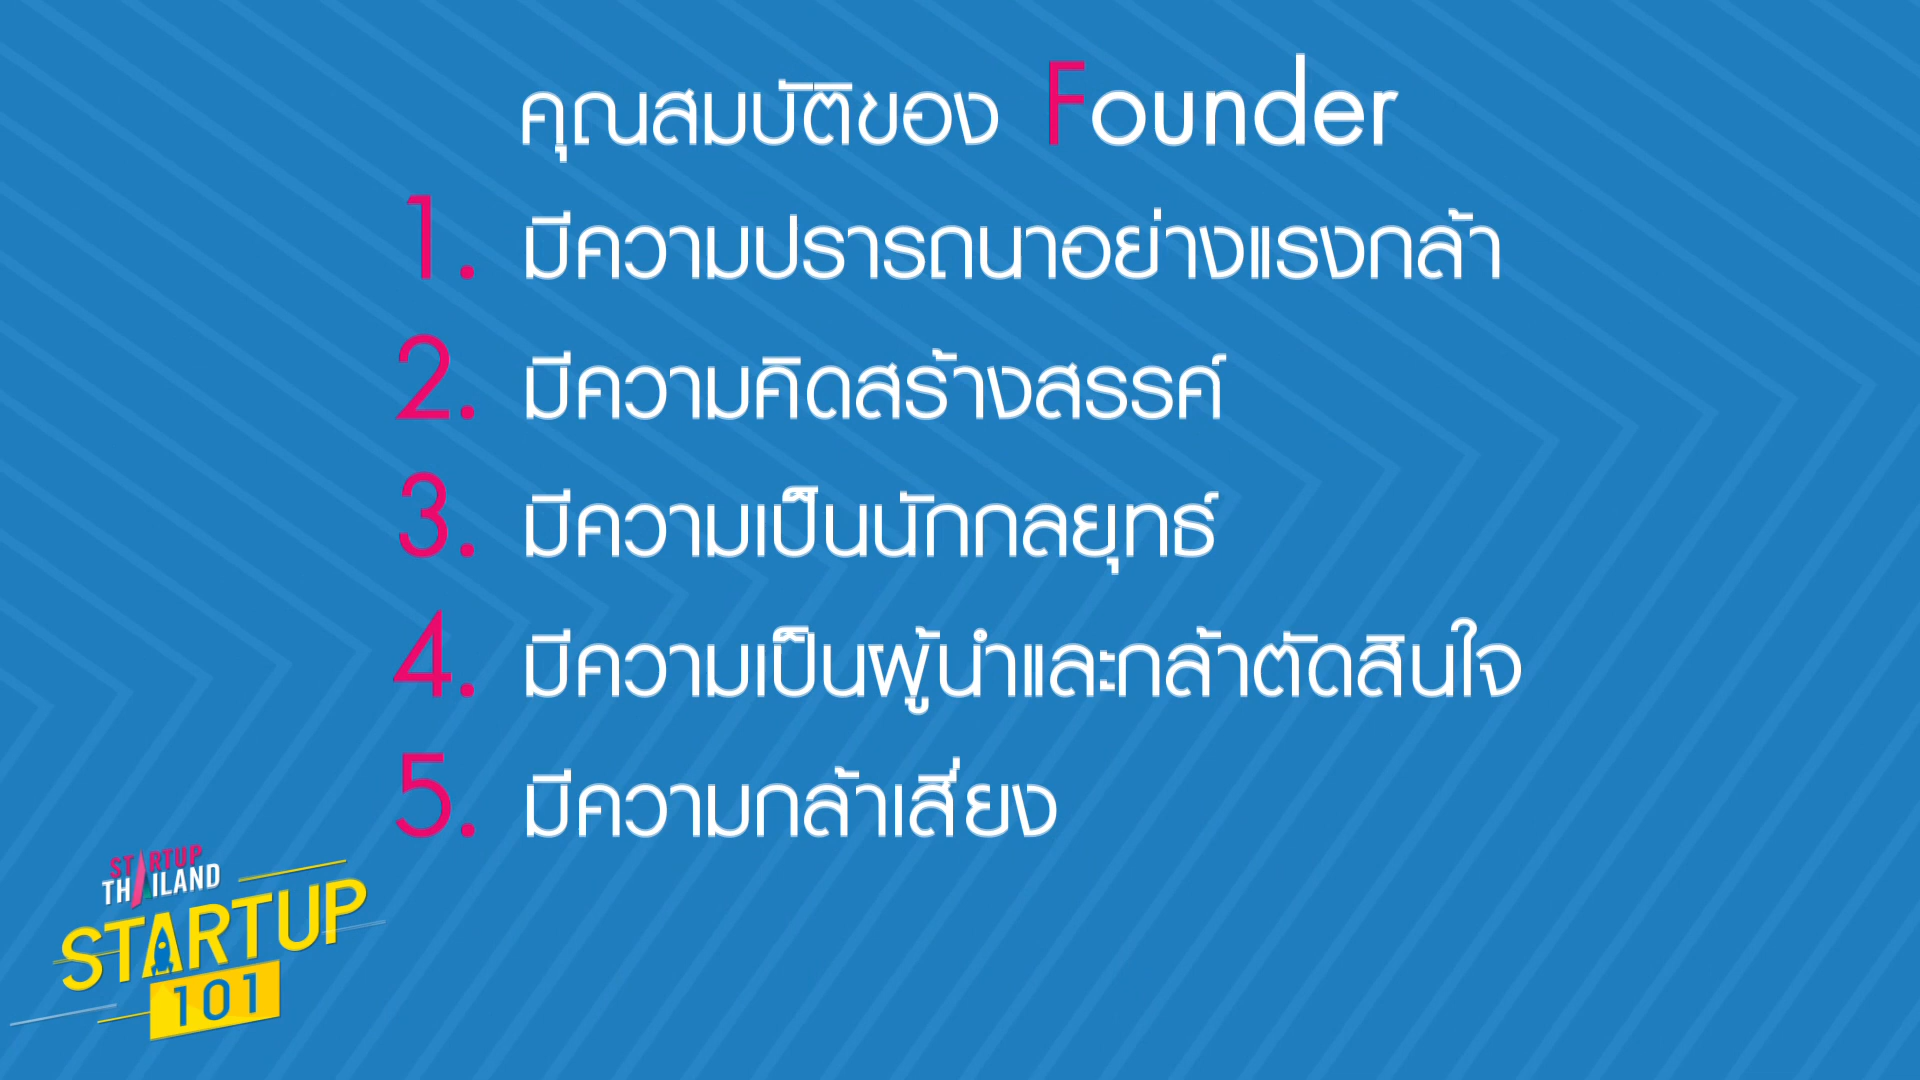 คุณสมบัติของ Founder
1. มีความปรารถนาอย่างแรงกล้า
2. มีความคิดสร้างสรรค์
3. มีความเป็นนักกลยุทธ์
4. มีความเป็นผู้นำและกล้าตัดสินใจ
5. มีความกล้าเสี่ยง
STARTUP
THAILAND
STARTUP
101